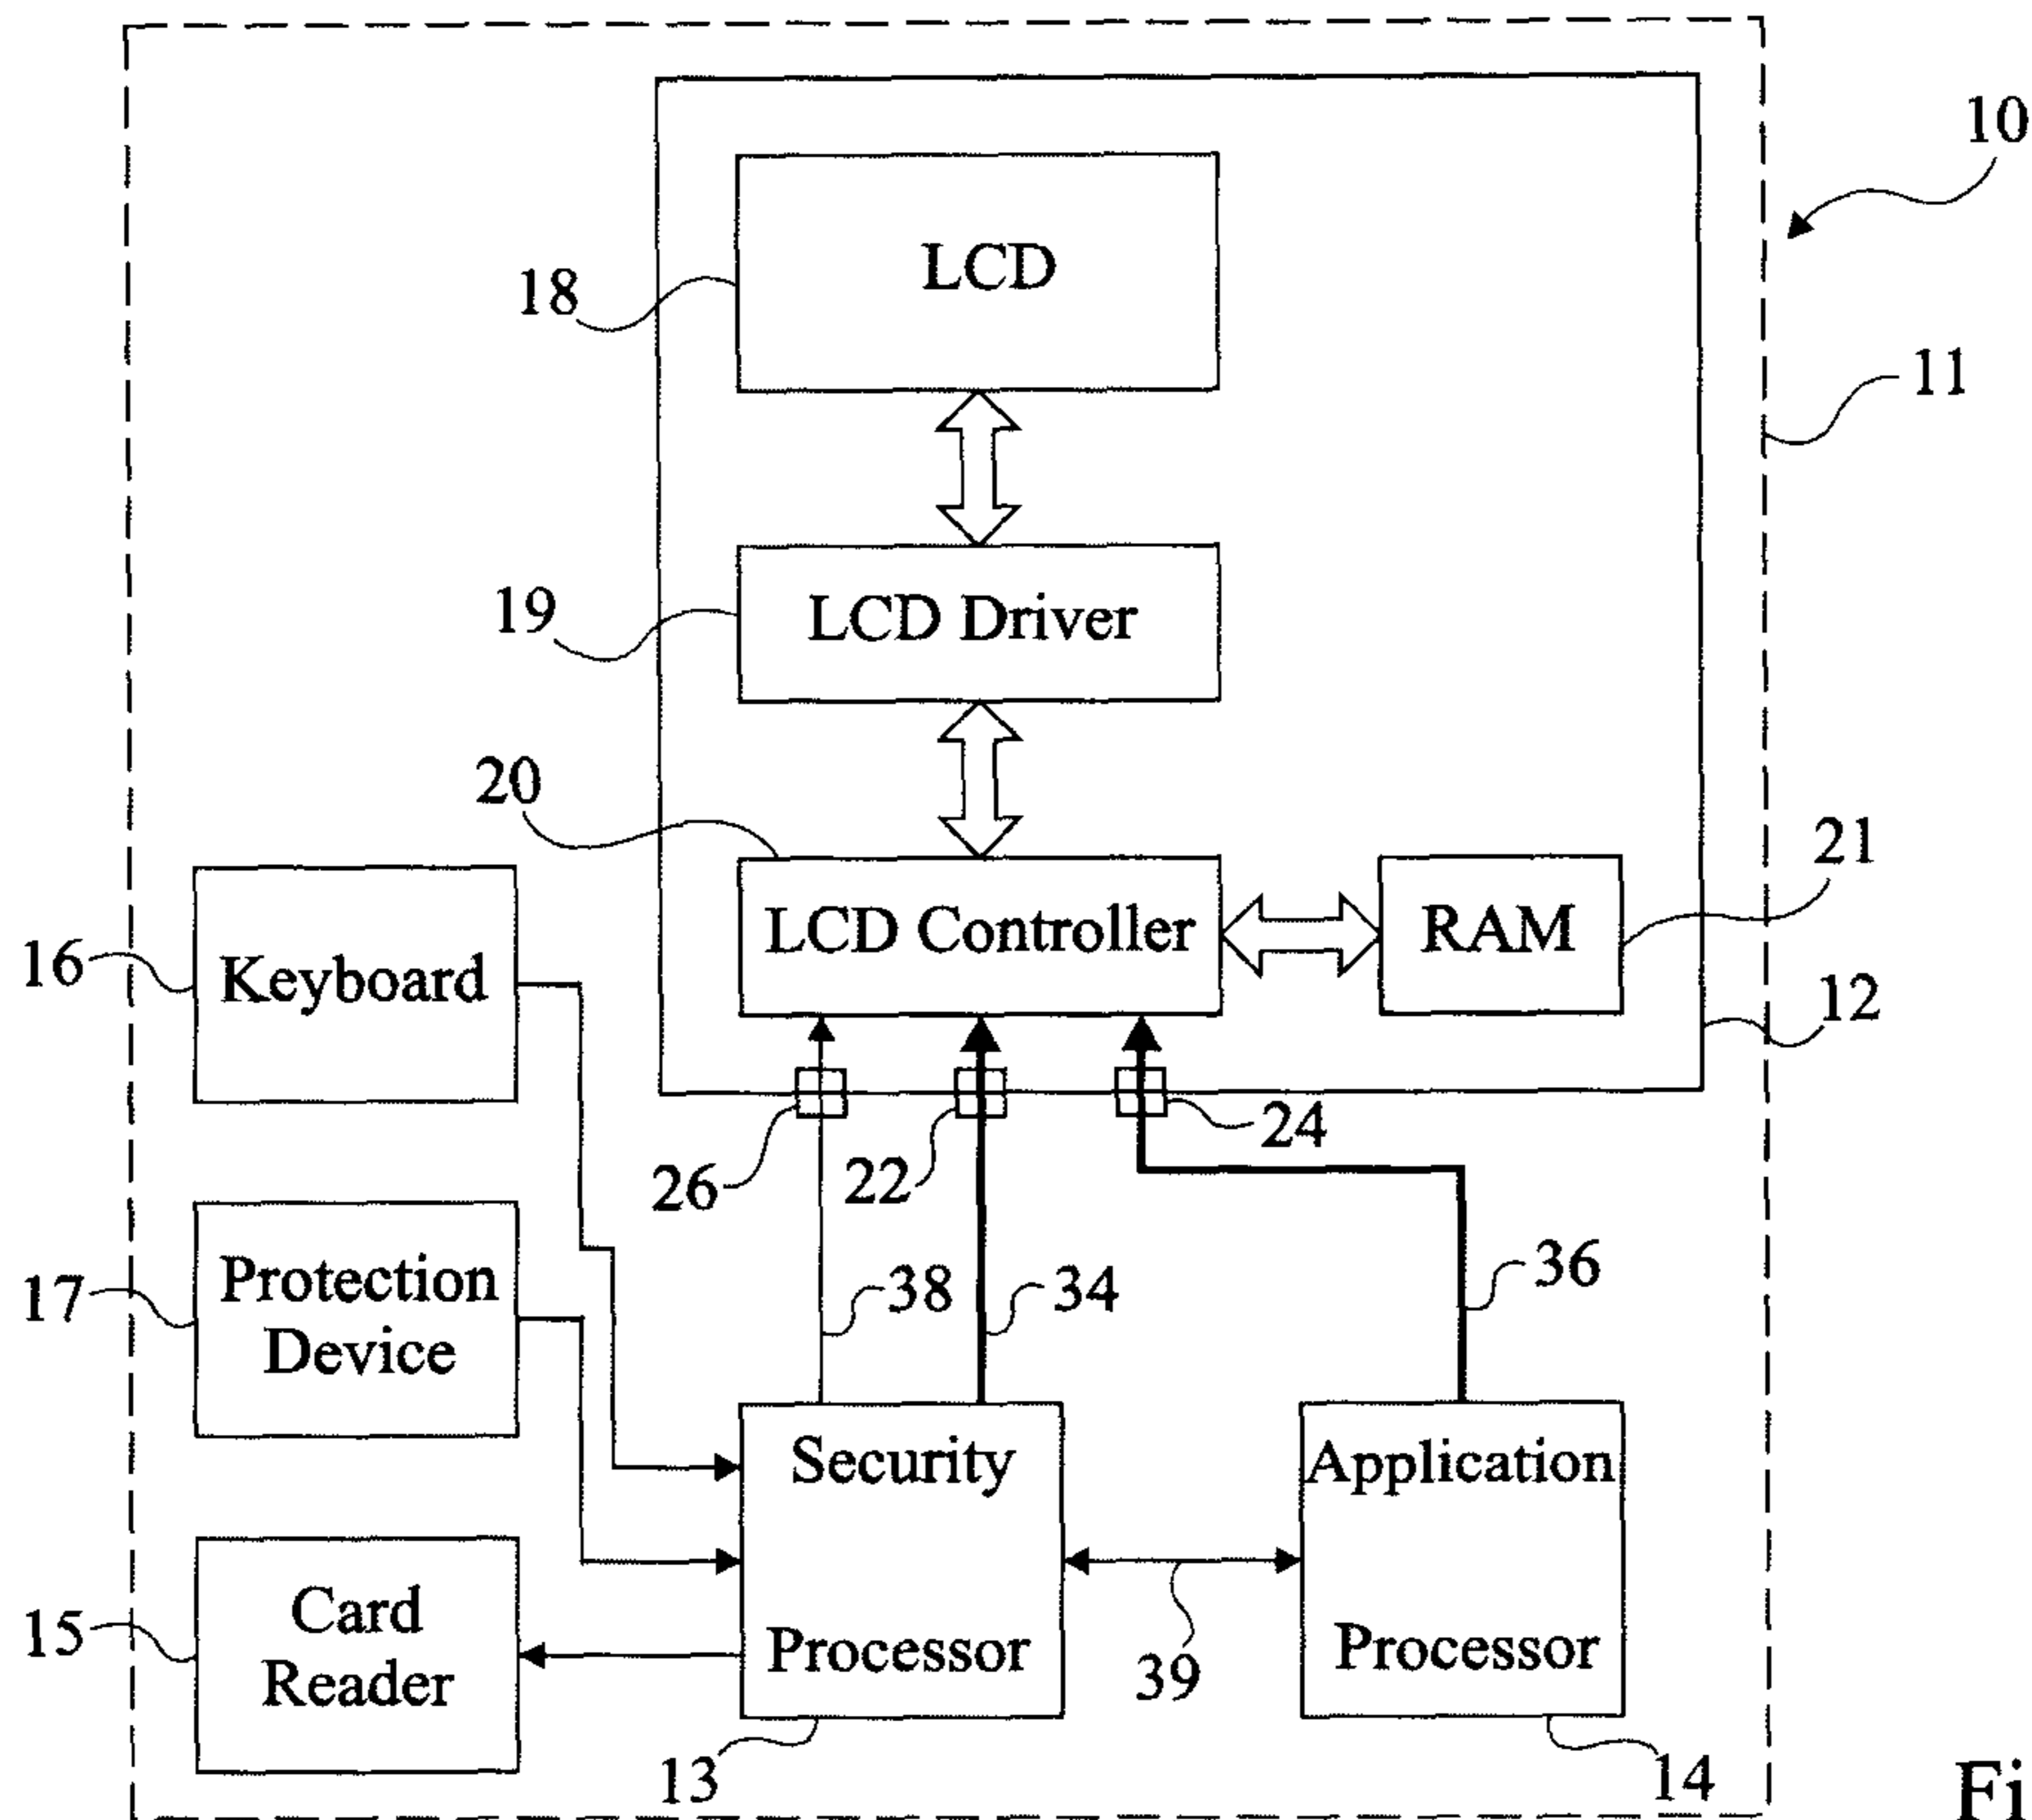 10
LCD
18
11
LCD Driver
19
20
21
LCD Controller
RAM
16
Keyboard
12
26
22
24
17
Protection
Device
38
34
36
Security
Processor
Application
Processor
15
Card
Reader
39
13
14
Fi